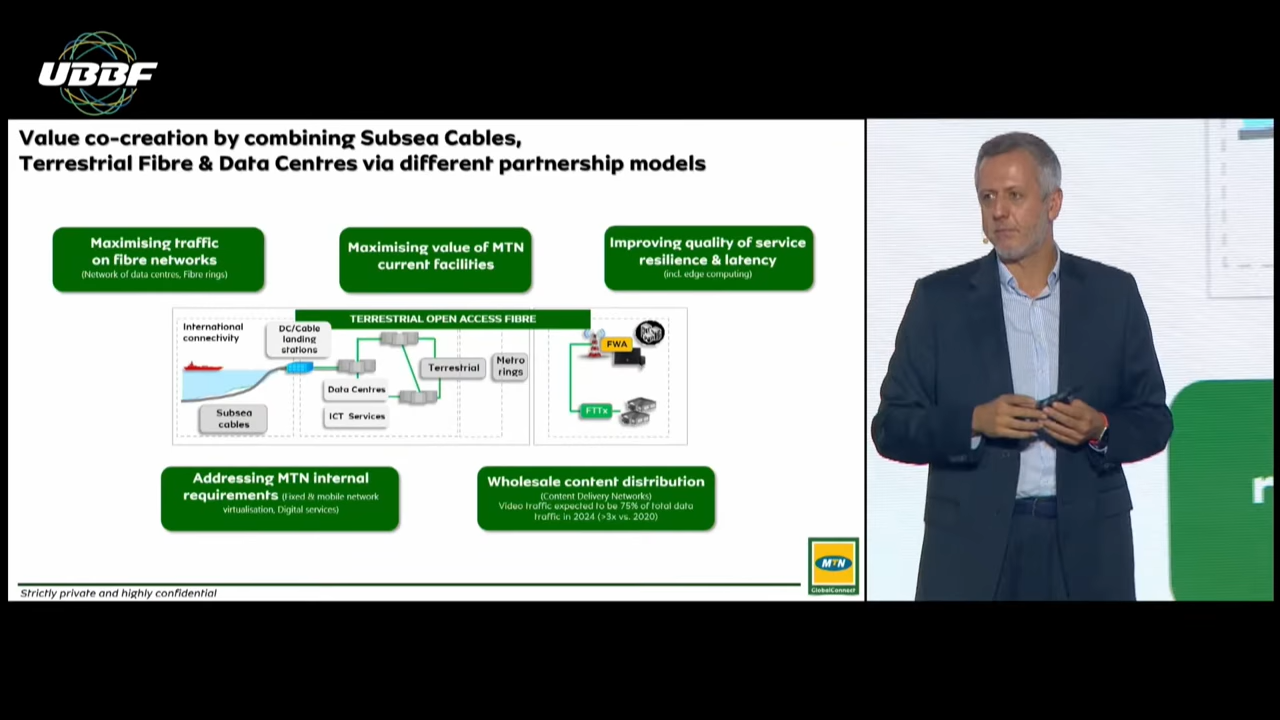 UBBF
Value co-creation by combining Subsea Cables,
Terrestrial Fibre & Data Centres via different partnership models
Maximising traffic
on fibre networks
(Network of data centres, Fibre rings)
Maximising value of MTN
current facilities
Improving quality of service
resilience & latency
(incl. edge computing)
TERRESTRIAL OPEN ACCESS FIBRE
International
connectivity
DC/Cable
landing
stations
FWA
Terrestrial
Metro
rings
Data Centres
ICT Services
Subsea
cables
FTTx
Addressing MTN internal
requirements (Fixed & mobile network
virtualisation, Digital services)
Wholesale content distribution
(Content Delivery Networks)
Video traffic expected to be 75% of total data
traffic in 2024 (>3x vs. 2020)
MTN
GlobalConnect
Strictly private and highly confidential